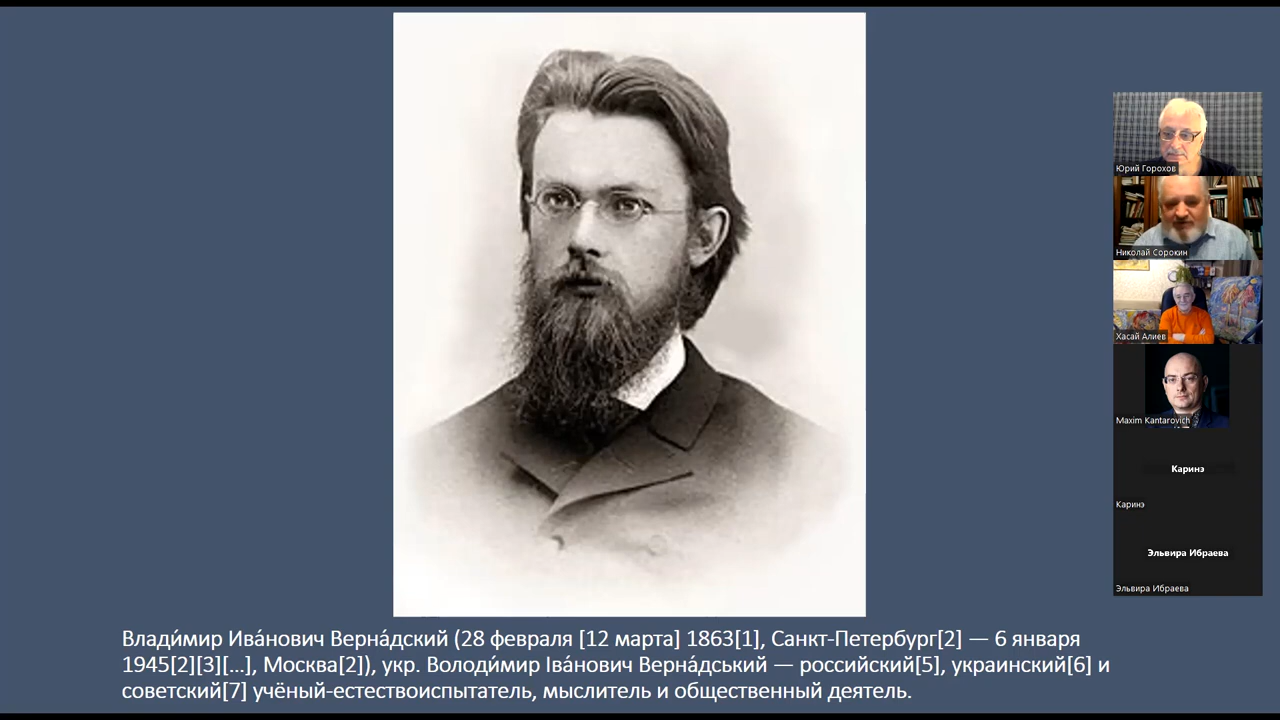 Юрий Горохов
Николай Сорокин
Хасай Алиев
Maxim Kantarovich
Каринэ
Каринэ
Эльвира Ибраева
Эльвира Ибраева
Влади́мир Ива́нович Верна́дский (28 февраля [12 марта] 1863[1], Санкт-Петербург[2] — 6 января
1945[2][3][…], Москва[2]), укр. Володи́мир Іва́нович Верна́дський — российский[5], украинский[6] и
советский[7] учёный-естествоиспытатель, мыслитель и общественный деятель.